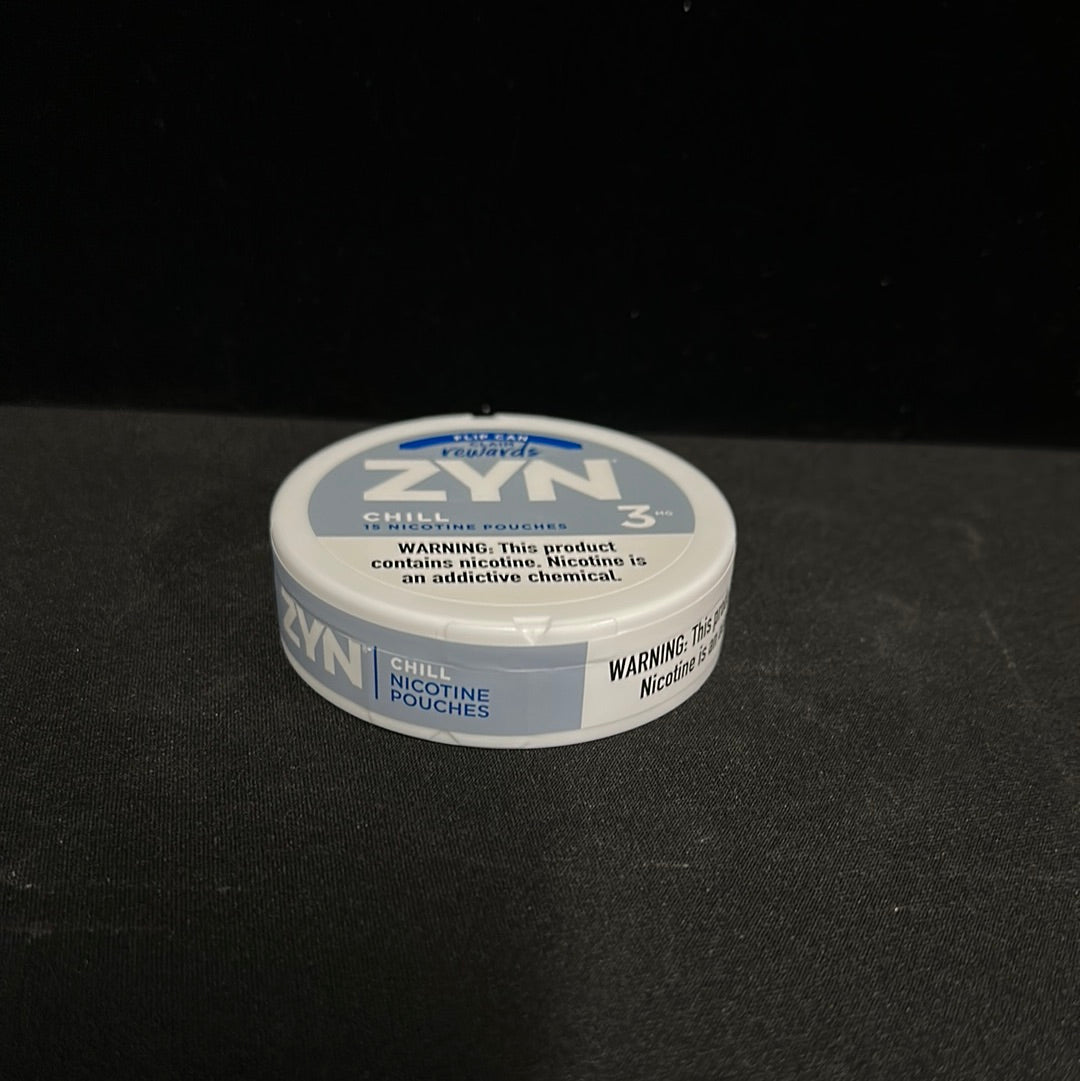 FLIP CAN
CLAIM
rewards
ZYN
CHILL
3 MG
15 NICOTINE POUCHES
WARNING: This product
contains nicotine. Nicotine is
an addictive chemical.
ZYN
CHILL
NICOTINE
POUCHES
WARNING: This
Nicotine is